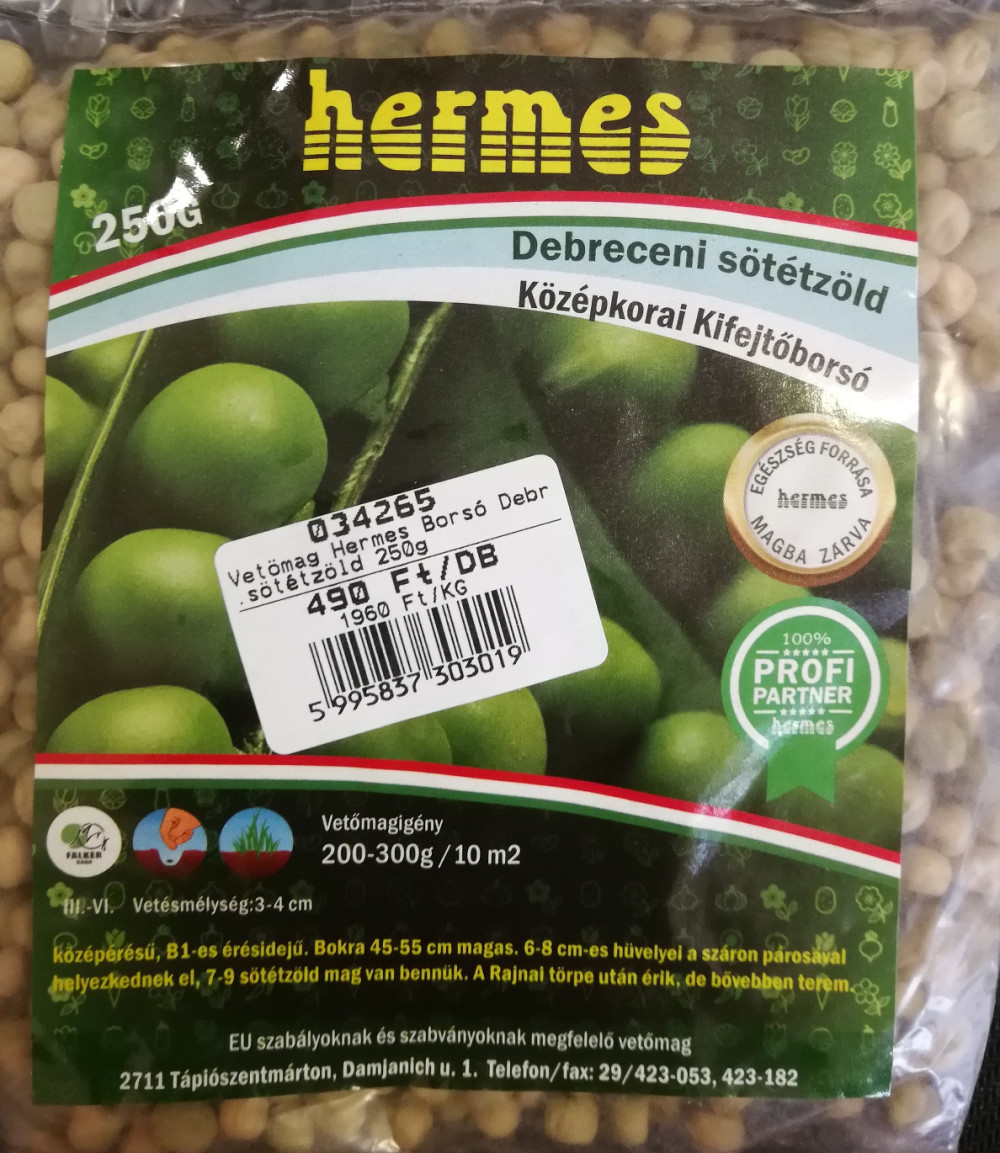 hermes
250G
Debreceni sötétzöld
Középkorai Kifejtőborsó
EGÉSZSÉG FORRÁSA
hermes
MAGBA ZÁRVA
034265
Vetömag Hermes Borsó Debr
.sötétzöld 250g
490 Ft/DB
1960 Ft/KG
5 995837 303019
100%
PROFI
PARTNER
hermes
FALKER
Vetőmagigény
200-300g / 10 m2
III.-VI. Vetésmélység:3-4 cm
középérésű, B1-es érésidejű. Bokra 45-55 cm magas. 6-8 cm-es hüvelyei a száron párosával
helyezkednek el, 7-9 sötétzöld mag van bennük. A Rajnai törpe után érik, de bővebben terem.
EU szabályoknak és szabványoknak megfelelő vetőmag
2711 Tápiószentmárton, Damjanich u. 1. Telefon/fax: 29/423-053, 423-182